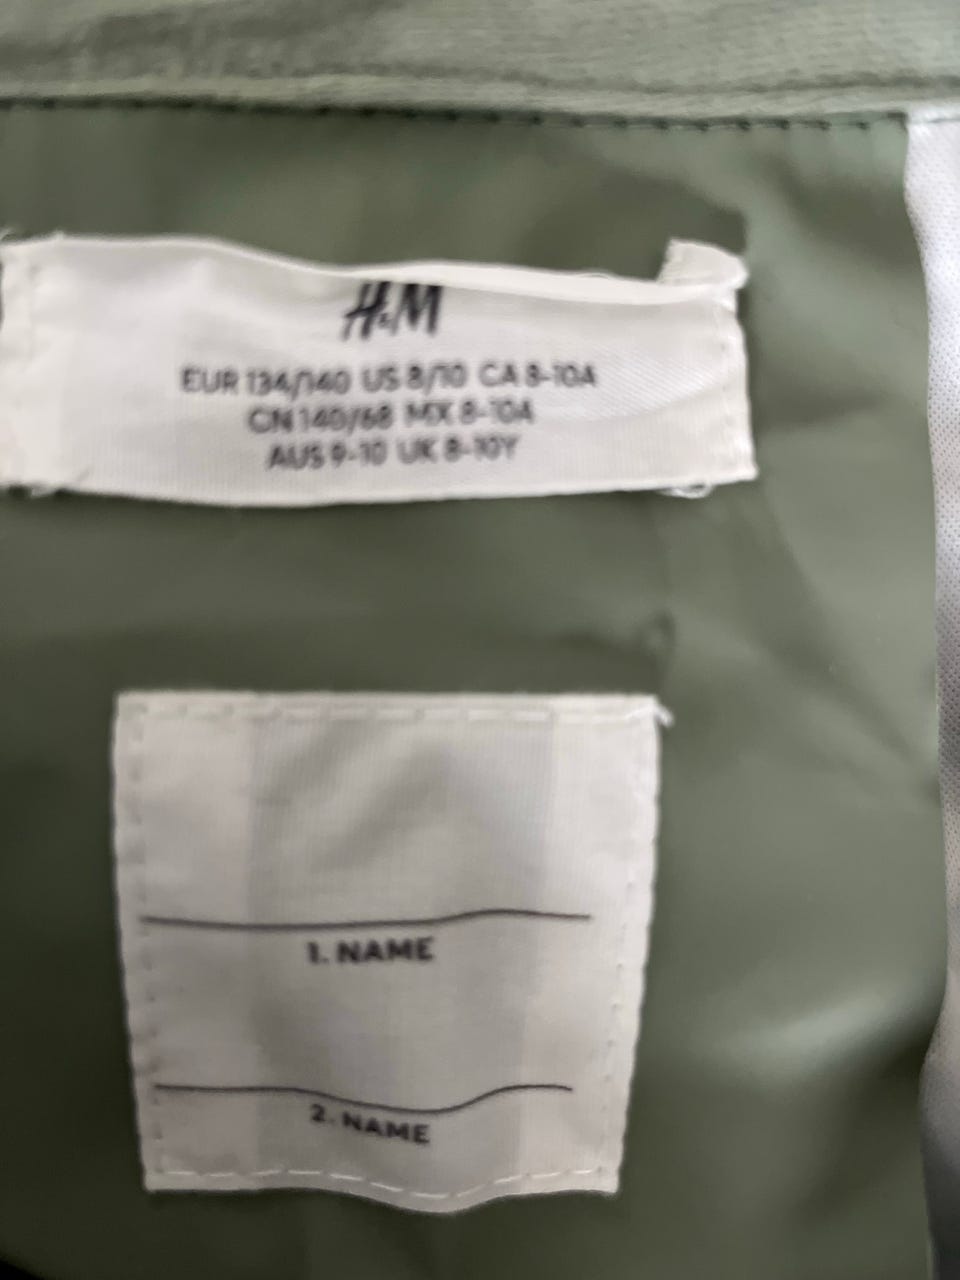 H&M
EUR 134/140 US 8/10 CA 8-10A
CN 140/68 MX 8-10A
AUS 9-10 UK 8-10Y
1. NAME
2. NAME